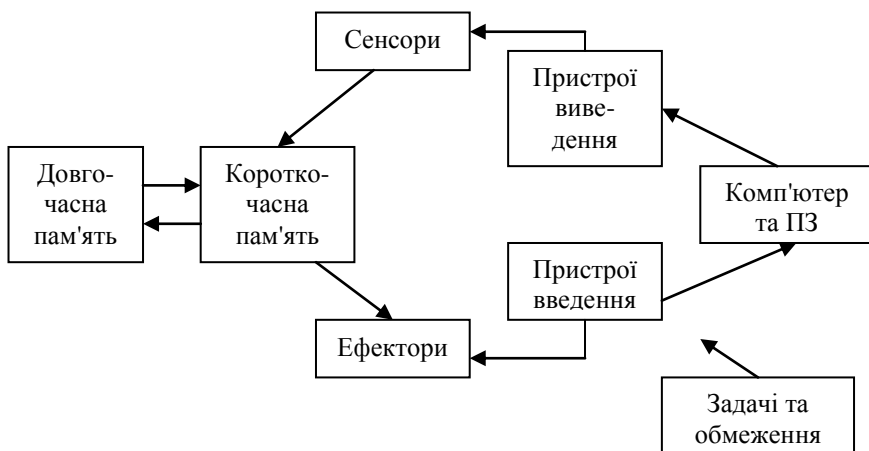 Сенсори
Пристрої
виве-
дення
Довго-
часна
пам'ять
Коротко-
часна
пам'ять
Комп'ютер
та ПЗ
Пристрої
введення
Ефектори
Задачі та
обмеження